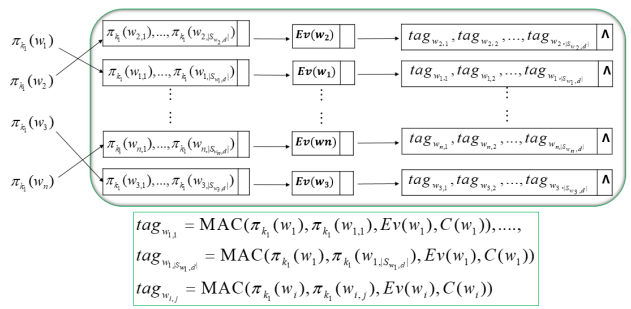 π_{k_1}(w_1)
π_{k_1}(w_2)
π_{k_1}(w_3)
π_{k_1}(w_n)
π_{k_1}(w_{2,1}),...,π_{k_1}(w_{2,|S_{w_2,d}|}) Ev(w_2) tag_{w_{2,1}}, tag_{w_{2,2}}, ..., tag_{w_{2,|S_{w_2,d}|}} Λ
π_{k_1}(w_{1,1}),...,π_{k_1}(w_{1,|S_{w_1,d}|}) Ev(w_1) tag_{w_{1,1}}, tag_{w_{1,2}}, ..., tag_{w_{1,|S_{w_1,d}|}} Λ
⋮ ⋮ ⋮
π_{k_1}(w_{n,1}),...,π_{k_1}(w_{n,|S_{w_n,d}|}) Ev(wn) tag_{w_{n,1}}, tag_{w_{n,2}}, ..., tag_{w_{n,|S_{w_n,d}|}} Λ
π_{k_1}(w_{3,1}),...,π_{k_1}(w_{3,|S_{w_3,d}|}) Ev(w_3) tag_{w_{3,1}}, tag_{w_{3,2}}, ..., tag_{w_{3,|S_{w_3,d}|}} Λ
tag_{w_{1,1}} = MAC(π_{k_1}(w_1), π_{k_1}(w_{1,1}), Ev(w_1), C(w_1)),....,
tag_{w_{1,|S_{w_1,d}|}} = MAC(π_{k_1}(w_1), π_{k_1}(w_{1,|S_{w_1,d}|}), Ev(w_1), C(w_1))
tag_{w_{i,j}} = MAC(π_{k_1}(w_i), π_{k_1}(w_{i,j}), Ev(w_i), C(w_i))